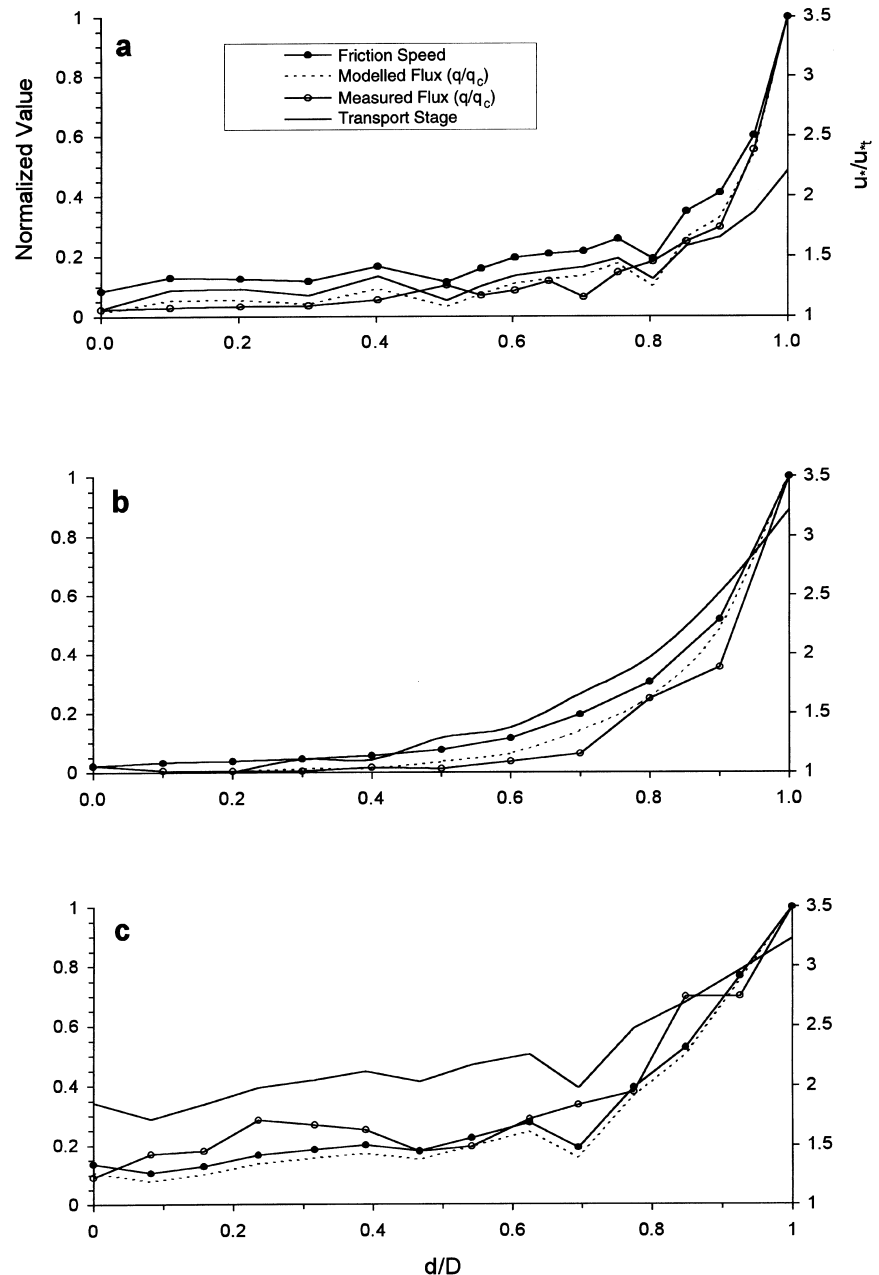 a
Normalized Value
1
0.8
0.6
0.4
0.2
0
Friction Speed
Modelled Flux (q/qc)
Measured Flux (q/qc)
Transport Stage
3.5
3
2.5
2
1.5
1
u*/u*t
0.0 0.2 0.4 0.6 0.8 1.0
b
1
0.8
0.6
0.4
0.2
0
3.5
3
2.5
2
1.5
1
0.0 0.2 0.4 0.6 0.8 1.0
c
1
0.8
0.6
0.4
0.2
0
3.5
3
2.5
2
1.5
1
0 0.2 0.4 0.6 0.8 1
d/D